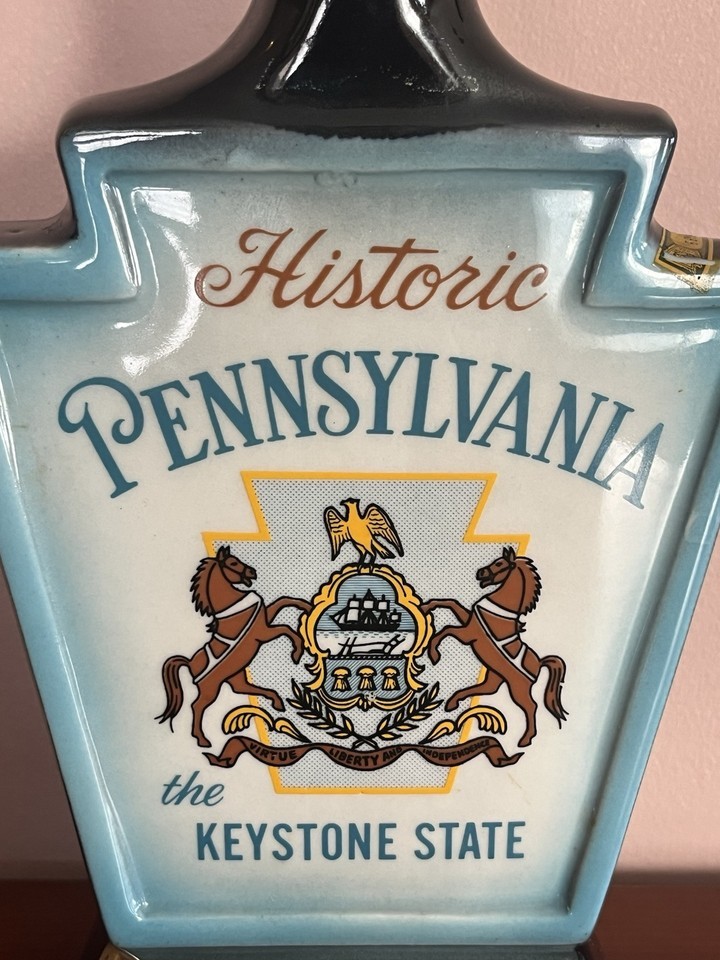 Historic
PENNSYLVANIA
VIRTUE LIBERTY AND INDEPENDENCE
the
KEYSTONE STATE